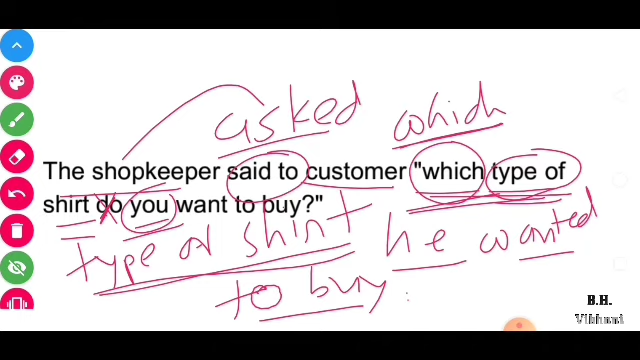 asked which
The shopkeeper said to customer "which type of
shirt do you want to buy?"
type of shirt he wanted
to buy
B.H.
Vibhani